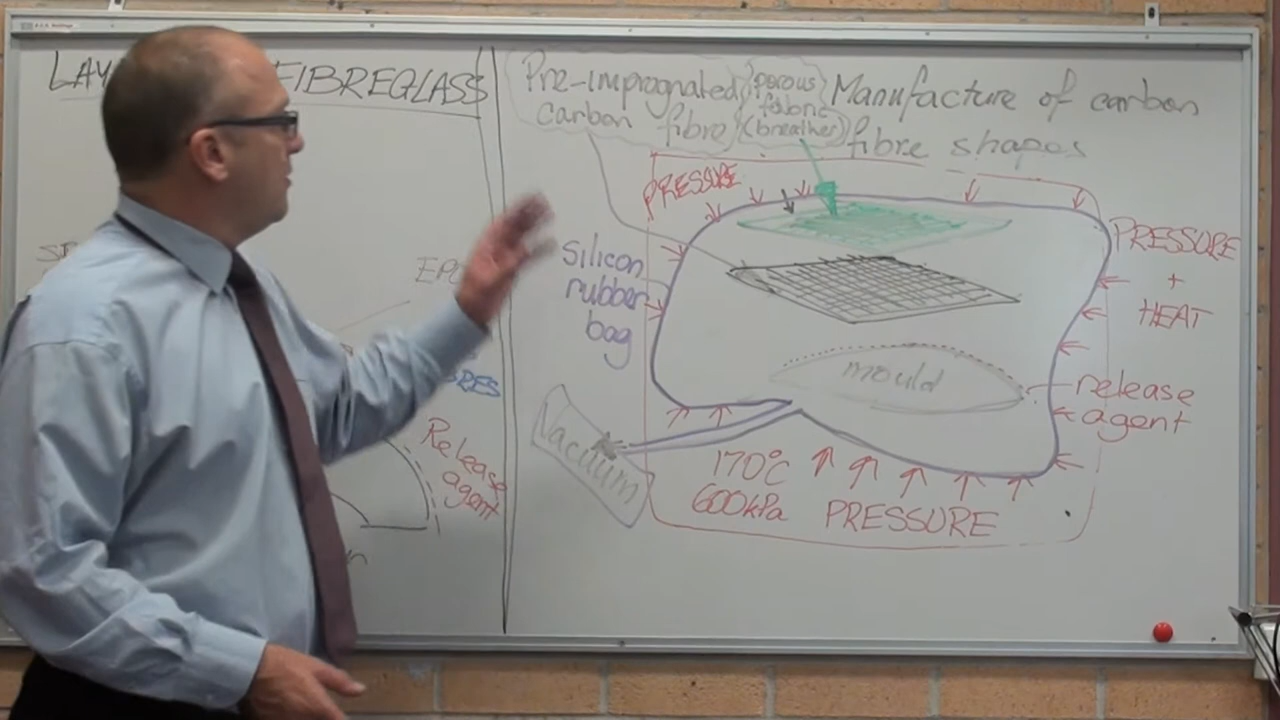 FIBREGLASS
Release
agent
Pre-impregnated
carbon fibre
porous
fabric
(breather)
Manufacture of carbon
fibre shapes
PRESSURE
silicon
rubber
bag
Vacuum
mould
PRESSURE
+
HEAT
release
agent
170°C
600kPa PRESSURE